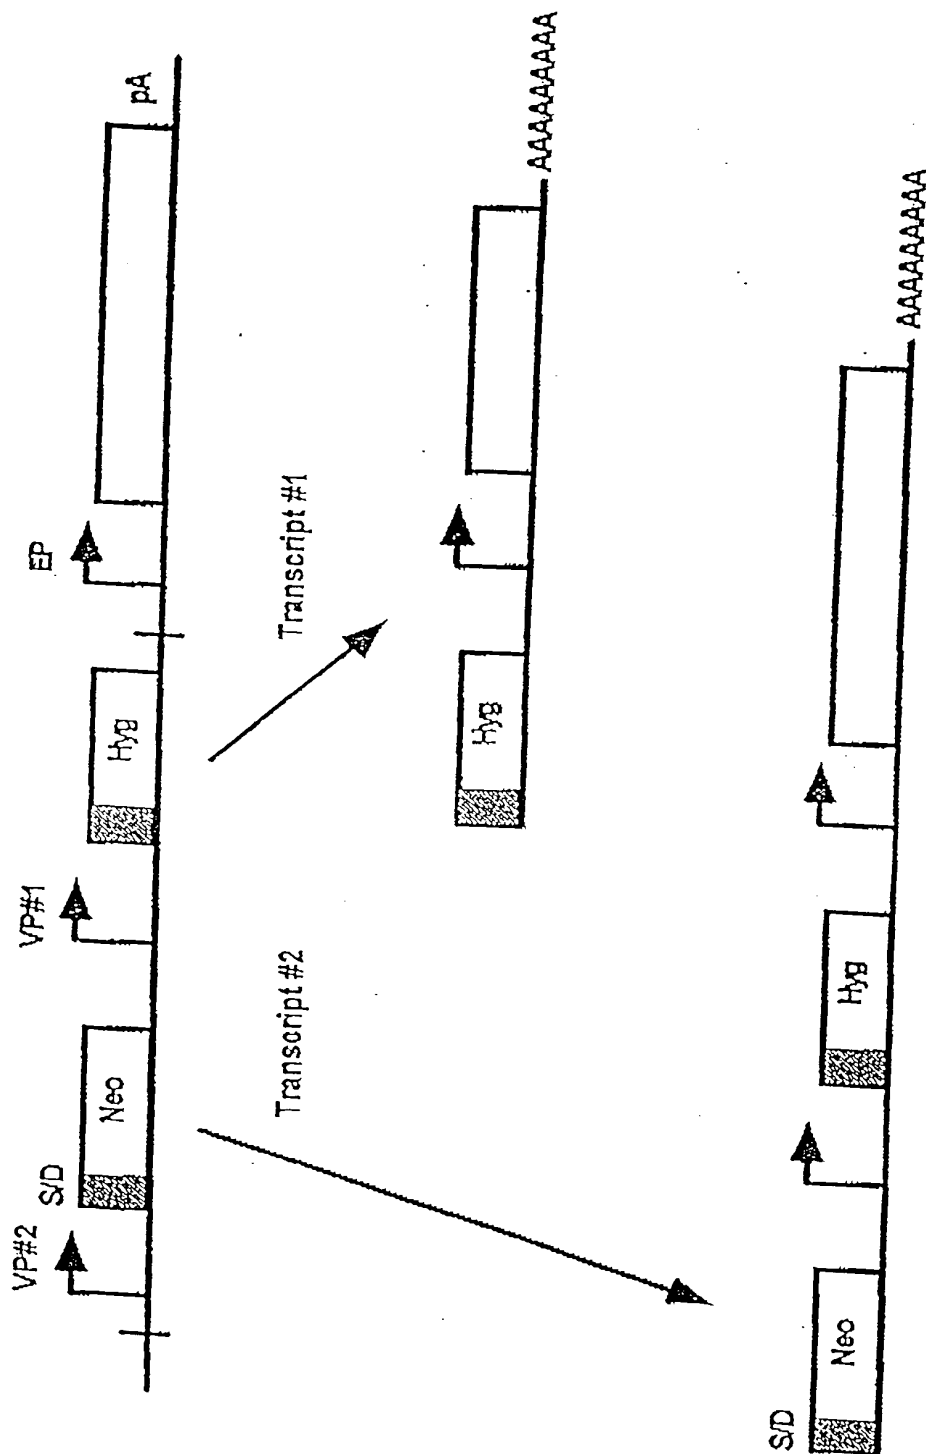 VP#2
S/D
Neo
VP#1
Hyg
EP
pA
Transcript #1
Transcript #2
Hyg
AAAAAAAAA
S/D
Neo
Hyg
AAAAAAAAA